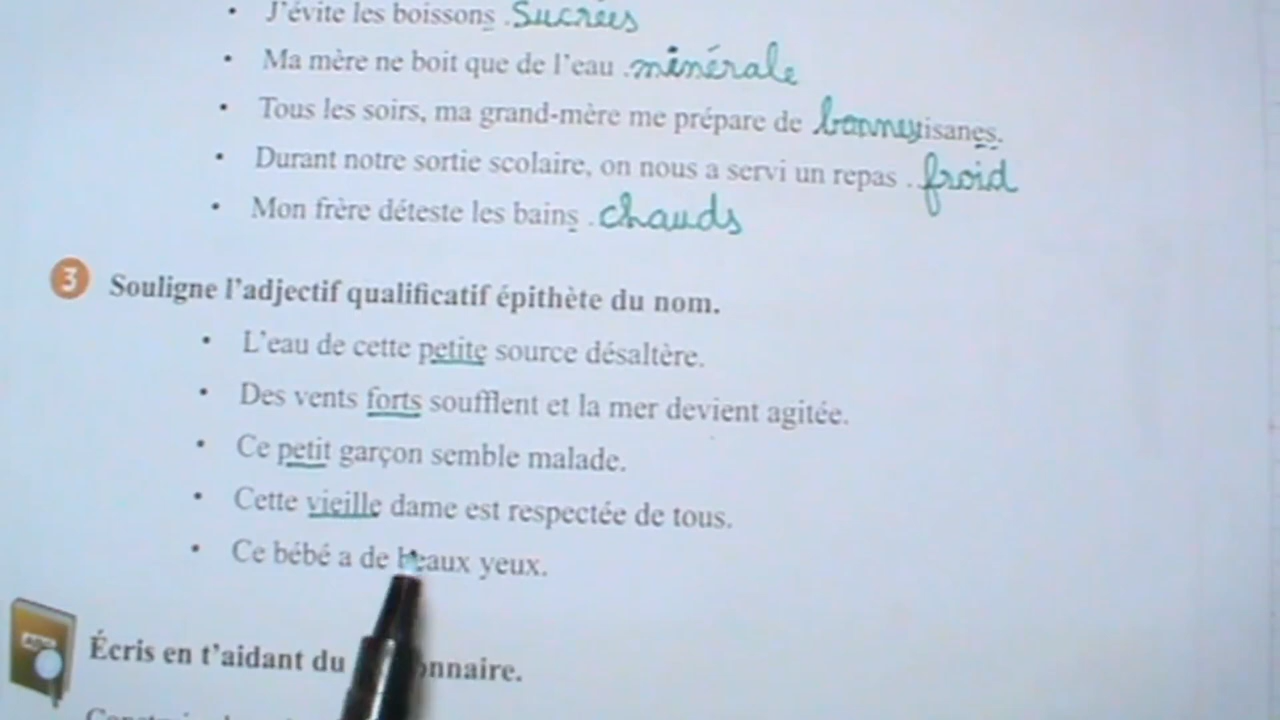 • J'évite les boissons .sucrées
• Ma mère ne boit que de l'eau .minérale
• Tous les soirs, ma grand-mère me prépare de bonnes tisanes.
• Durant notre sortie scolaire, on nous a servi un repas . froid
• Mon frère déteste les bains . chauds
3 Souligne l'adjectif qualificatif épithète du nom.
• L'eau de cette petite source désaltère.
• Des vents forts soufflent et la mer devient agitée.
• Ce petit garçon semble malade.
• Cette vieille dame est respectée de tous.
• Ce bébé a de beaux yeux.
Écris en t'aidant du onnaire.